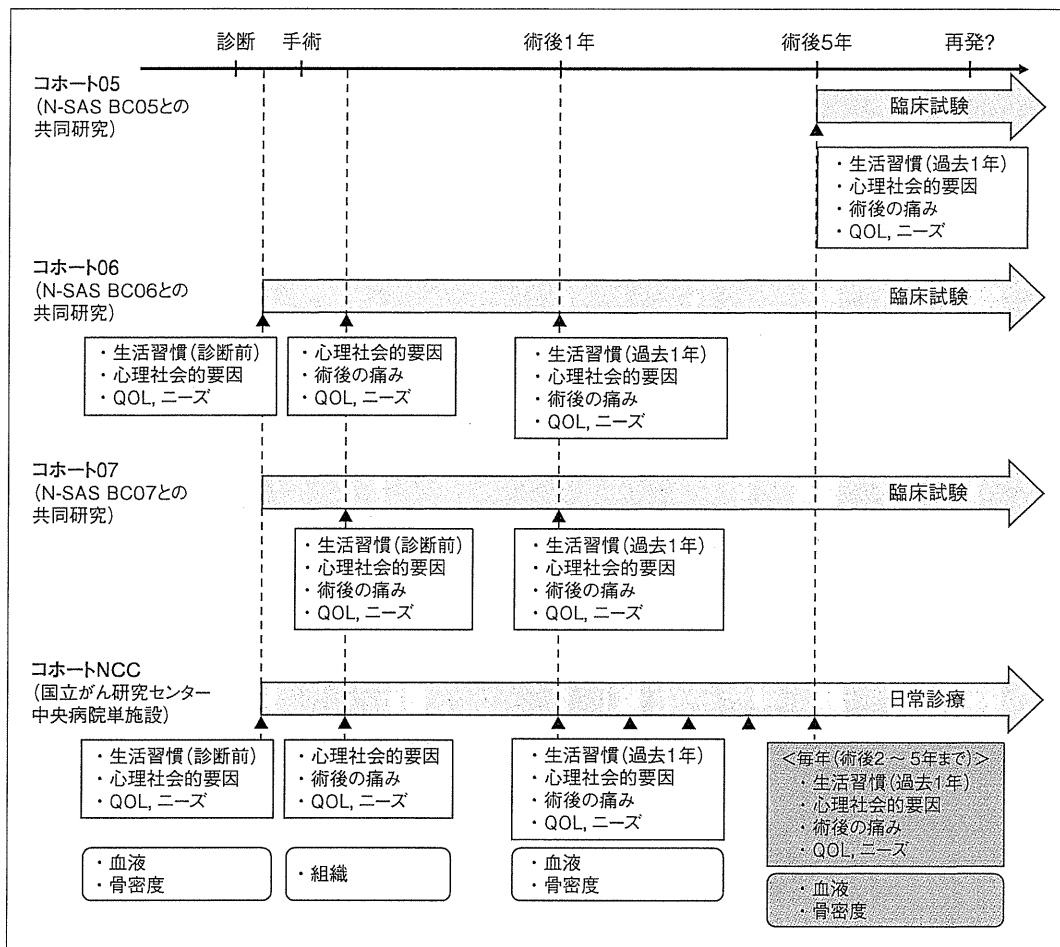 診断 手術 術後1年 術後5年 再発?
コホート05
(N-SAS BC05との
共同研究)
臨床試験
・生活習慣(過去1年)
・心理社会的要因
・術後の痛み
・QOL, ニーズ
コホート06
(N-SAS BC06との
共同研究)
臨床試験
・生活習慣(診断前)
・心理社会的要因
・QOL, ニーズ
・心理社会的要因
・術後の痛み
・QOL, ニーズ
・生活習慣(過去1年)
・心理社会的要因
・術後の痛み
・QOL, ニーズ
コホート07
(N-SAS BC07との
共同研究)
臨床試験
・生活習慣(診断前)
・心理社会的要因
・術後の痛み
・QOL, ニーズ
・生活習慣(過去1年)
・心理社会的要因
・術後の痛み
・QOL, ニーズ
コホートNCC
(国立がん研究センター
中央病院単施設)
日常診療
・生活習慣(診断前)
・心理社会的要因
・QOL, ニーズ
・心理社会的要因
・術後の痛み
・QOL, ニーズ
・生活習慣(過去1年)
・心理社会的要因
・術後の痛み
・QOL, ニーズ
<毎年(術後2～5年まで)>
・生活習慣(過去1年)
・心理社会的要因
・術後の痛み
・QOL, ニーズ
・血液
・骨密度
・組織
・血液
・骨密度
・血液
・骨密度